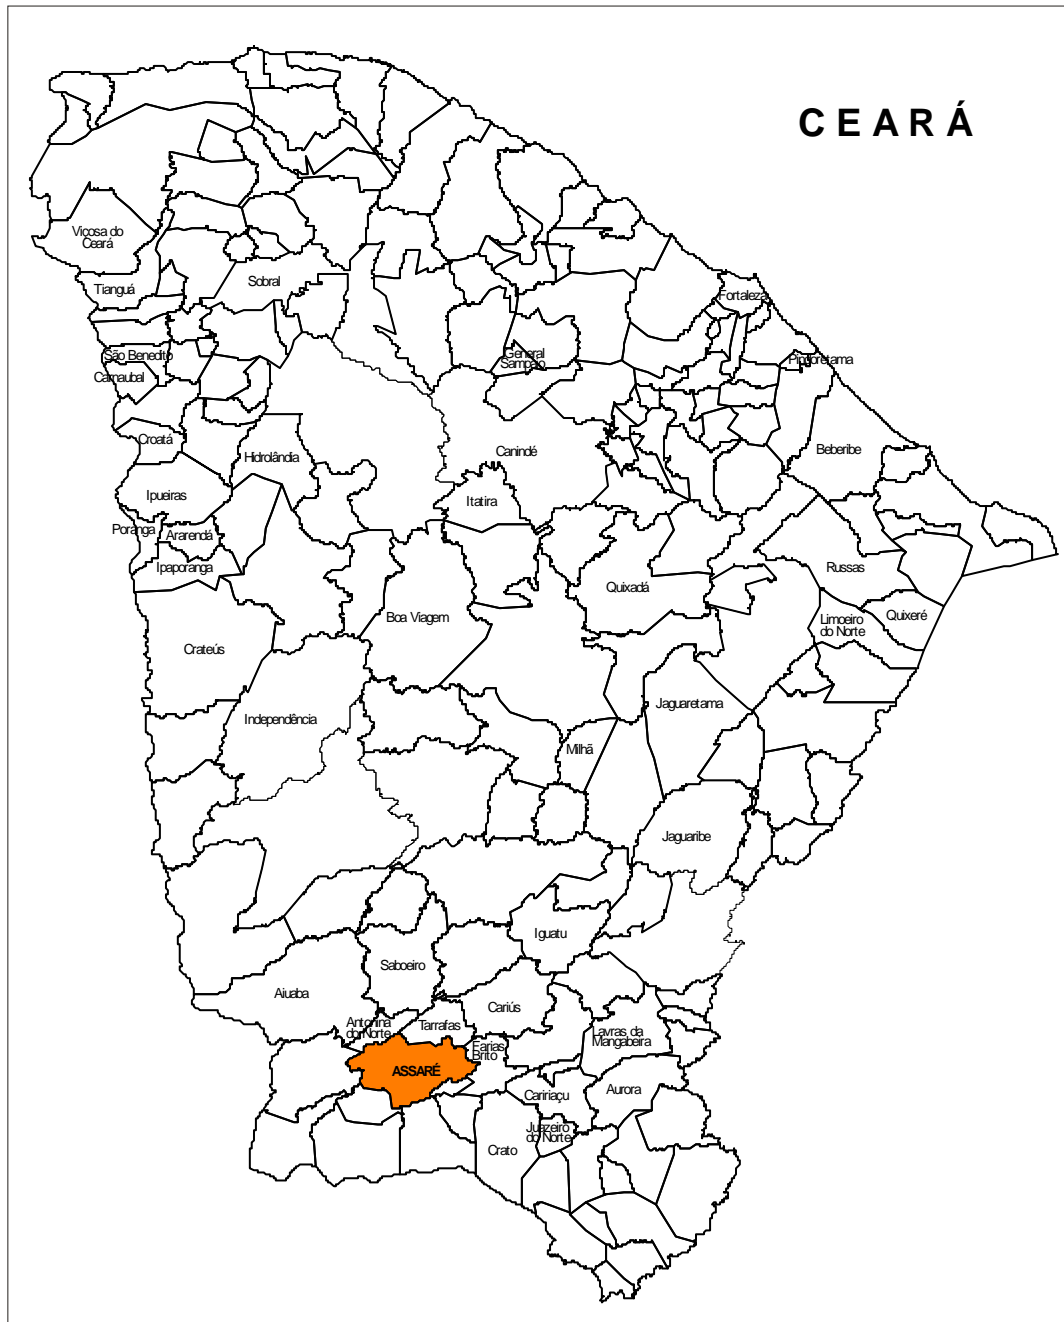 CEARÁ
Viçosa do
Ceará
Tianguá
Sobral
Fortaleza
São Benedito
General
Sampaio
Pindoretama
Carnaubal
Croatá
Hidrolândia
Canindé
Beberibe
Ipueiras
Itatira
Poranga
Ararendá
Ipaporanga
Russas
Quixadá
Boa Viagem
Limoeiro
do Norte
Quixeré
Crateús
Jaguaretama
Independência
Milhã
Jaguaribe
Iguatu
Saboeiro
Aiuaba
Cariús
Antonina
do Norte
Tarrafas
Lavras da
Mangabeira
Farias
Brito
ASSARÉ
Caririaçu
Aurora
Juazeiro
do Norte
Crato